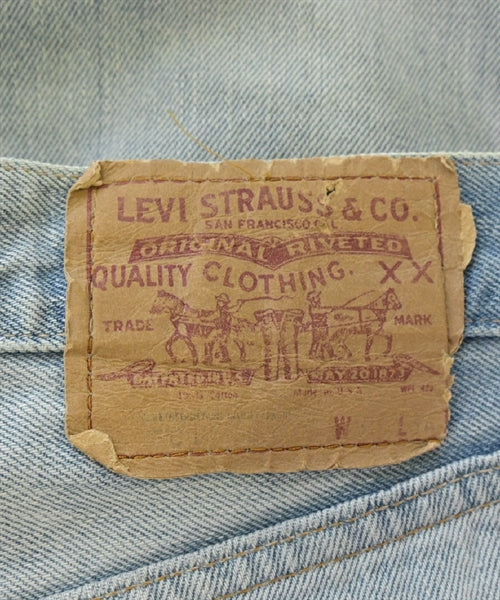 LEVI STRAUSS & CO.
SAN FRANCISCO CAL
ORIGINAL RIVETED
QUALITY CLOTHING. XX
TRADE MARK
MAY 20 1873
Made in U.S.A.
W L